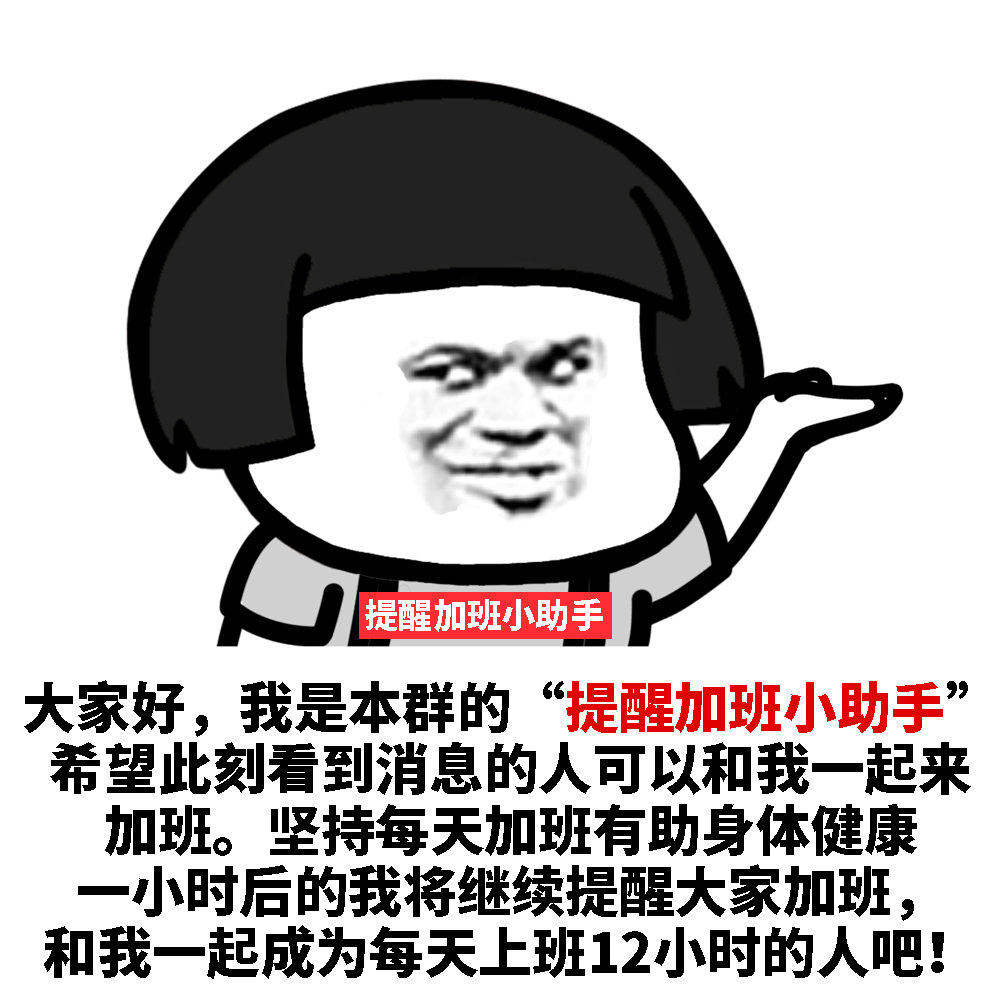 提醒加班小助手
大家好，我是本群的“提醒加班小助手”
希望此刻看到消息的人可以和我一起来
加班。坚持每天加班有助身体健康
一小时后的我将继续提醒大家加班，
和我一起成为每天上班12小时的人吧！